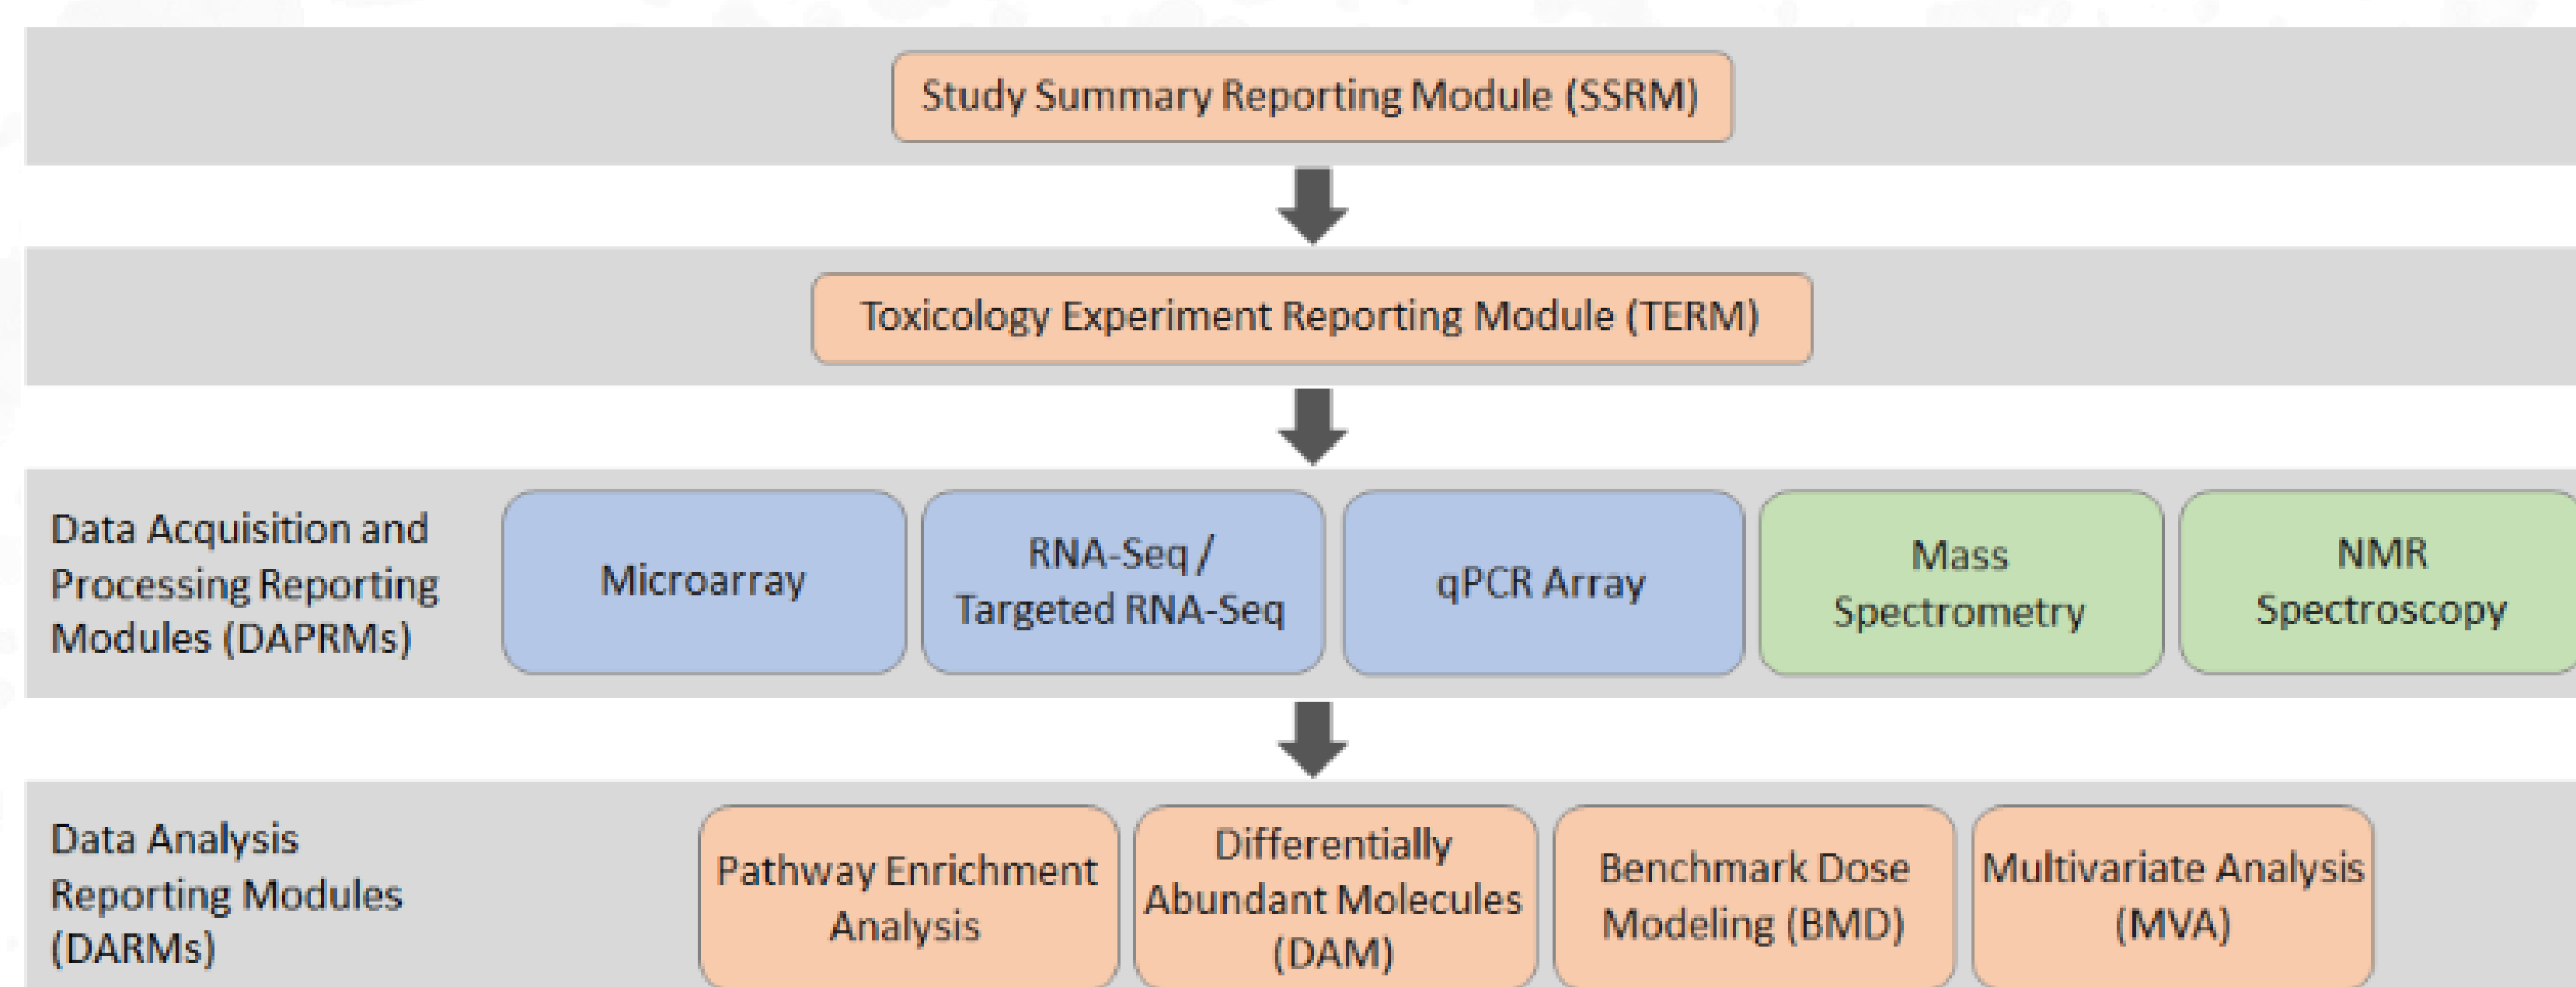 Study Summary Reporting Module (SSRM)
Toxicology Experiment Reporting Module (TERM)
Data Acquisition and
Processing Reporting
Modules (DAPRMs)
Microarray
RNA-Seq /
Targeted RNA-Seq
qPCR Array
Mass
Spectrometry
NMR
Spectroscopy
Data Analysis
Reporting Modules
(DARMs)
Pathway Enrichment
Analysis
Differentially
Abundant Molecules
(DAM)
Benchmark Dose
Modeling (BMD)
Multivariate Analysis
(MVA)